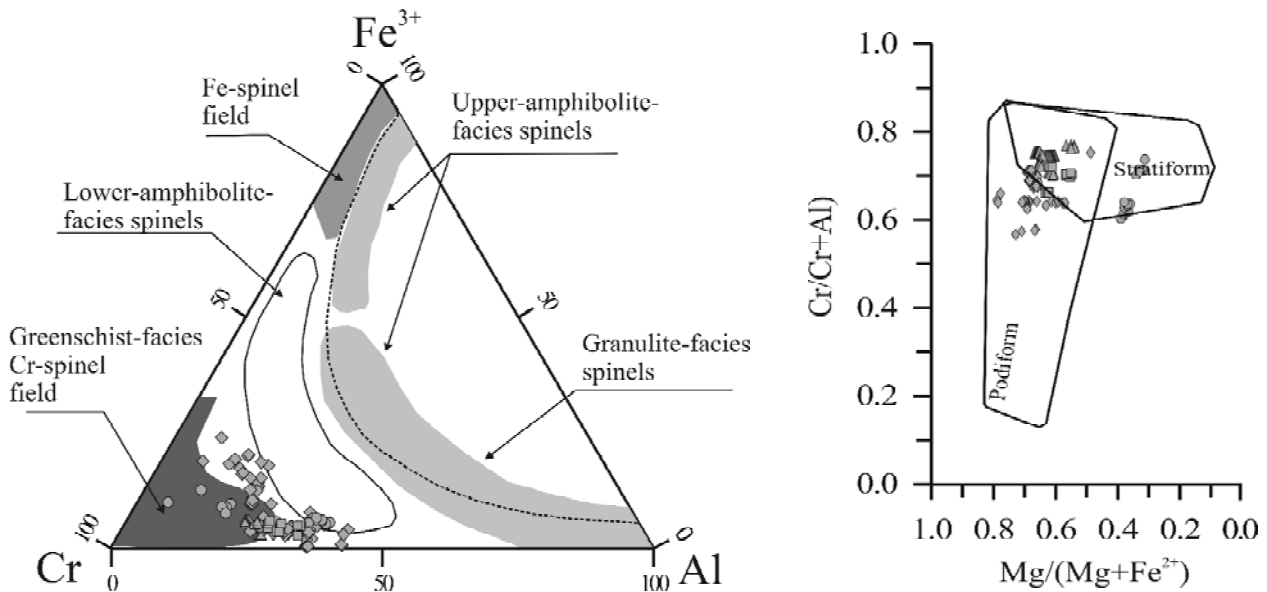 Fe³⁺
0
100
Fe-spinel
field
Upper-amphibolite-
facies spinels
Lower-amphibolite-
facies spinels
50
50
Greenschist-facies
Cr-spinel
field
Granulite-facies
spinels
100
0
Cr
0
50
100
Al
1.0
0.8
0.6
0.4
0.2
0.0
Cr/Cr+Al)
Stratiform
Podiform
1.0
0.8
0.6
0.4
0.2
0.0
Mg/(Mg+Fe²⁺)